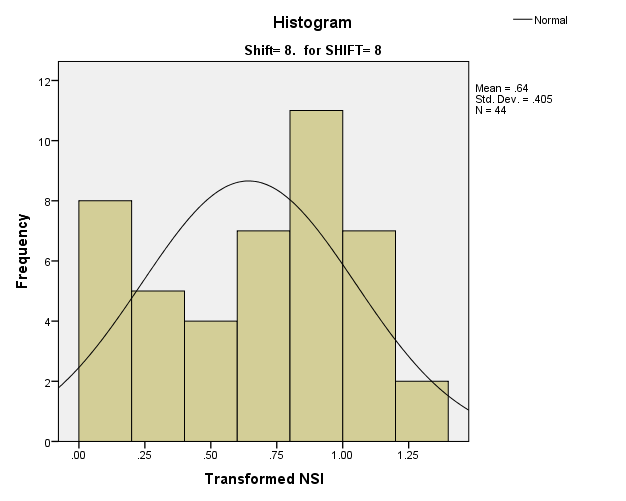 Histogram
Normal
Shift= 8.  for SHIFT= 8
Mean = .64
Std. Dev. = .405
N = 44
Frequency
12
10
8
6
4
2
0
.00 .25 .50 .75 1.00 1.25
Transformed NSI